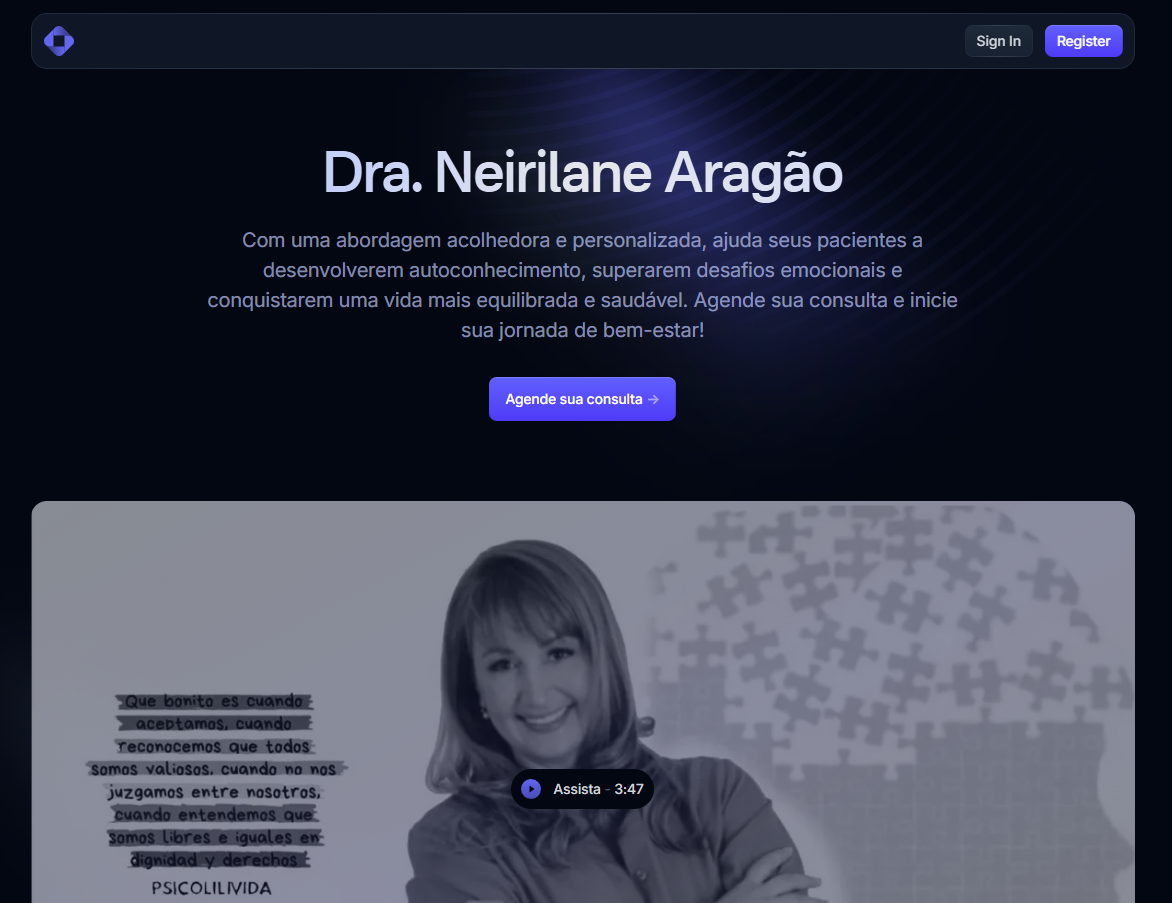 Sign In
Register
Dra. Neirilane Aragão
Com uma abordagem acolhedora e personalizada, ajuda seus pacientes a
desenvolverem autoconhecimento, superarem desafios emocionais e
conquistarem uma vida mais equilibrada e saudável. Agende sua consulta e inicie
sua jornada de bem-estar!
Agende sua consulta ->
Que bonito es cuando
aceptamos, cuando
reconocemos que todos
somos valiosos, cuando no nos
juzgamos entre nosotros,
cuando entendemos que
somos libres e iguales en
dignidad y derechos
PSICOLILIVIDA
Assista - 3:47